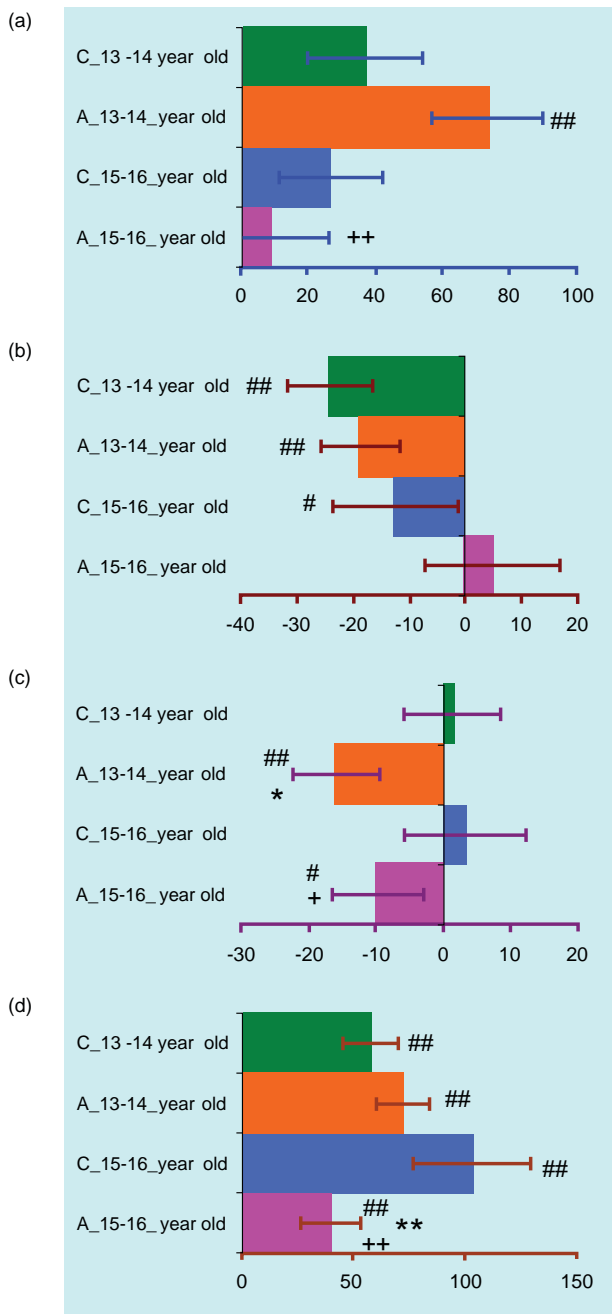 (a)
C_13 -14 year old
A_13-14_year old
##
C_15-16_year old
A_15-16_ year old
++
0 20 40 60 80 100
(b)
C_13 -14 year old
##
A_13-14_year old
##
C_15-16_year old
#
A_15-16_ year old
-40 -30 -20 -10 0 10 20
(c)
C_13 -14 year old
##
A_13-14_year old
*
C_15-16_year old
#
A_15-16_ year old
+
-30 -20 -10 0 10 20
(d)
C_13 -14 year old
##
A_13-14_year old
##
C_15-16_year old
##
##
A_15-16_ year old
**
++
0 50 100 150